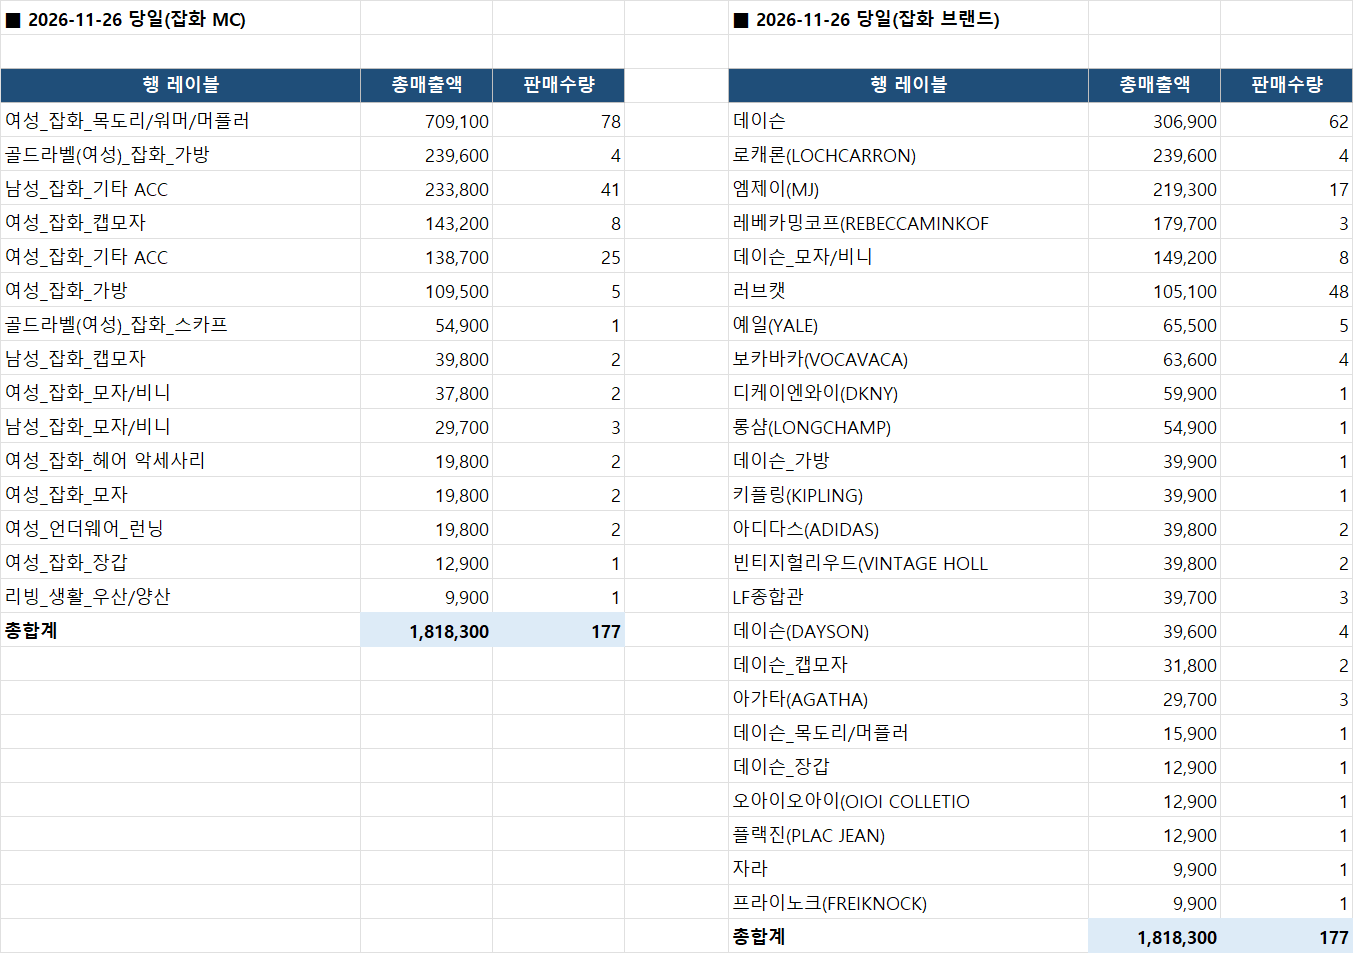 ■ 2026-11-26 당일(잡화 MC)
행 레이블 총매출액 판매수량
여성_잡화_목도리/워머/머플러 709,100 78
골드라벨(여성)_잡화_가방 239,600 4
남성_잡화_기타 ACC 233,800 41
여성_잡화_캡모자 143,200 8
여성_잡화_기타 ACC 138,700 25
여성_잡화_가방 109,500 5
골드라벨(여성)_잡화_스카프 54,900 1
남성_잡화_캡모자 39,800 2
여성_잡화_모자/비니 37,800 2
남성_잡화_모자/비니 29,700 3
여성_잡화_헤어 악세사리 19,800 2
여성_잡화_모자 19,800 2
여성_언더웨어_런닝 19,800 2
여성_잡화_장갑 12,900 1
리빙_생활_우산/양산 9,900 1
총합계 1,818,300 177
■ 2026-11-26 당일(잡화 브랜드)
행 레이블 총매출액 판매수량
데이슨 306,900 62
로캐론(LOCHCARRON) 239,600 4
엠제이(MJ) 219,300 17
레베카밍코프(REBECCAMINKOF 179,700 3
데이슨_모자/비니 149,200 8
러브캣 105,100 48
예일(YALE) 65,500 5
보카바카(VOCAVACA) 63,600 4
디케이엔와이(DKNY) 59,900 1
롱샴(LONGCHAMP) 54,900 1
데이슨_가방 39,900 1
키플링(KIPLING) 39,900 1
아디다스(ADIDAS) 39,800 2
빈티지헐리우드(VINTAGE HOLL 39,800 2
LF종합관 39,700 3
데이슨(DAYSON) 39,600 4
데이슨_캡모자 31,800 2
아가타(AGATHA) 29,700 3
데이슨_목도리/머플러 15,900 1
데이슨_장갑 12,900 1
오아이오아이(OIOI COLLETIO 12,900 1
플랙진(PLAC JEAN) 12,900 1
자라 9,900 1
프라이노크(FREIKNOCK) 9,900 1
총합계 1,818,300 177